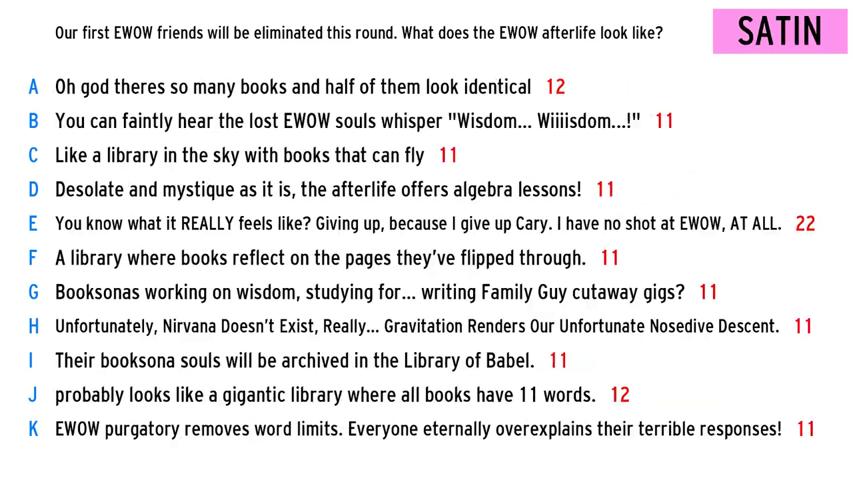 Our first EWOW friends will be eliminated this round. What does the EWOW afterlife look like?
SATIN
A Oh god theres so many books and half of them look identical 12
B You can faintly hear the lost EWOW souls whisper "Wisdom... Wiiiisdom...!" 11
C Like a library in the sky with books that can fly 11
D Desolate and mystique as it is, the afterlife offers algebra lessons! 11
E You know what it REALLY feels like? Giving up, because I give up Cary. I have no shot at EWOW, AT ALL. 22
F A library where books reflect on the pages they've flipped through. 11
G Booksonas working on wisdom, studying for... writing Family Guy cutaway gigs? 11
H Unfortunately, Nirvana Doesn't Exist, Really... Gravitation Renders Our Unfortunate Nosedive Descent. 11
I Their booksona souls will be archived in the Library of Babel. 11
J probably looks like a gigantic library where all books have 11 words. 12
K EWOW purgatory removes word limits. Everyone eternally overexplains their terrible responses! 11